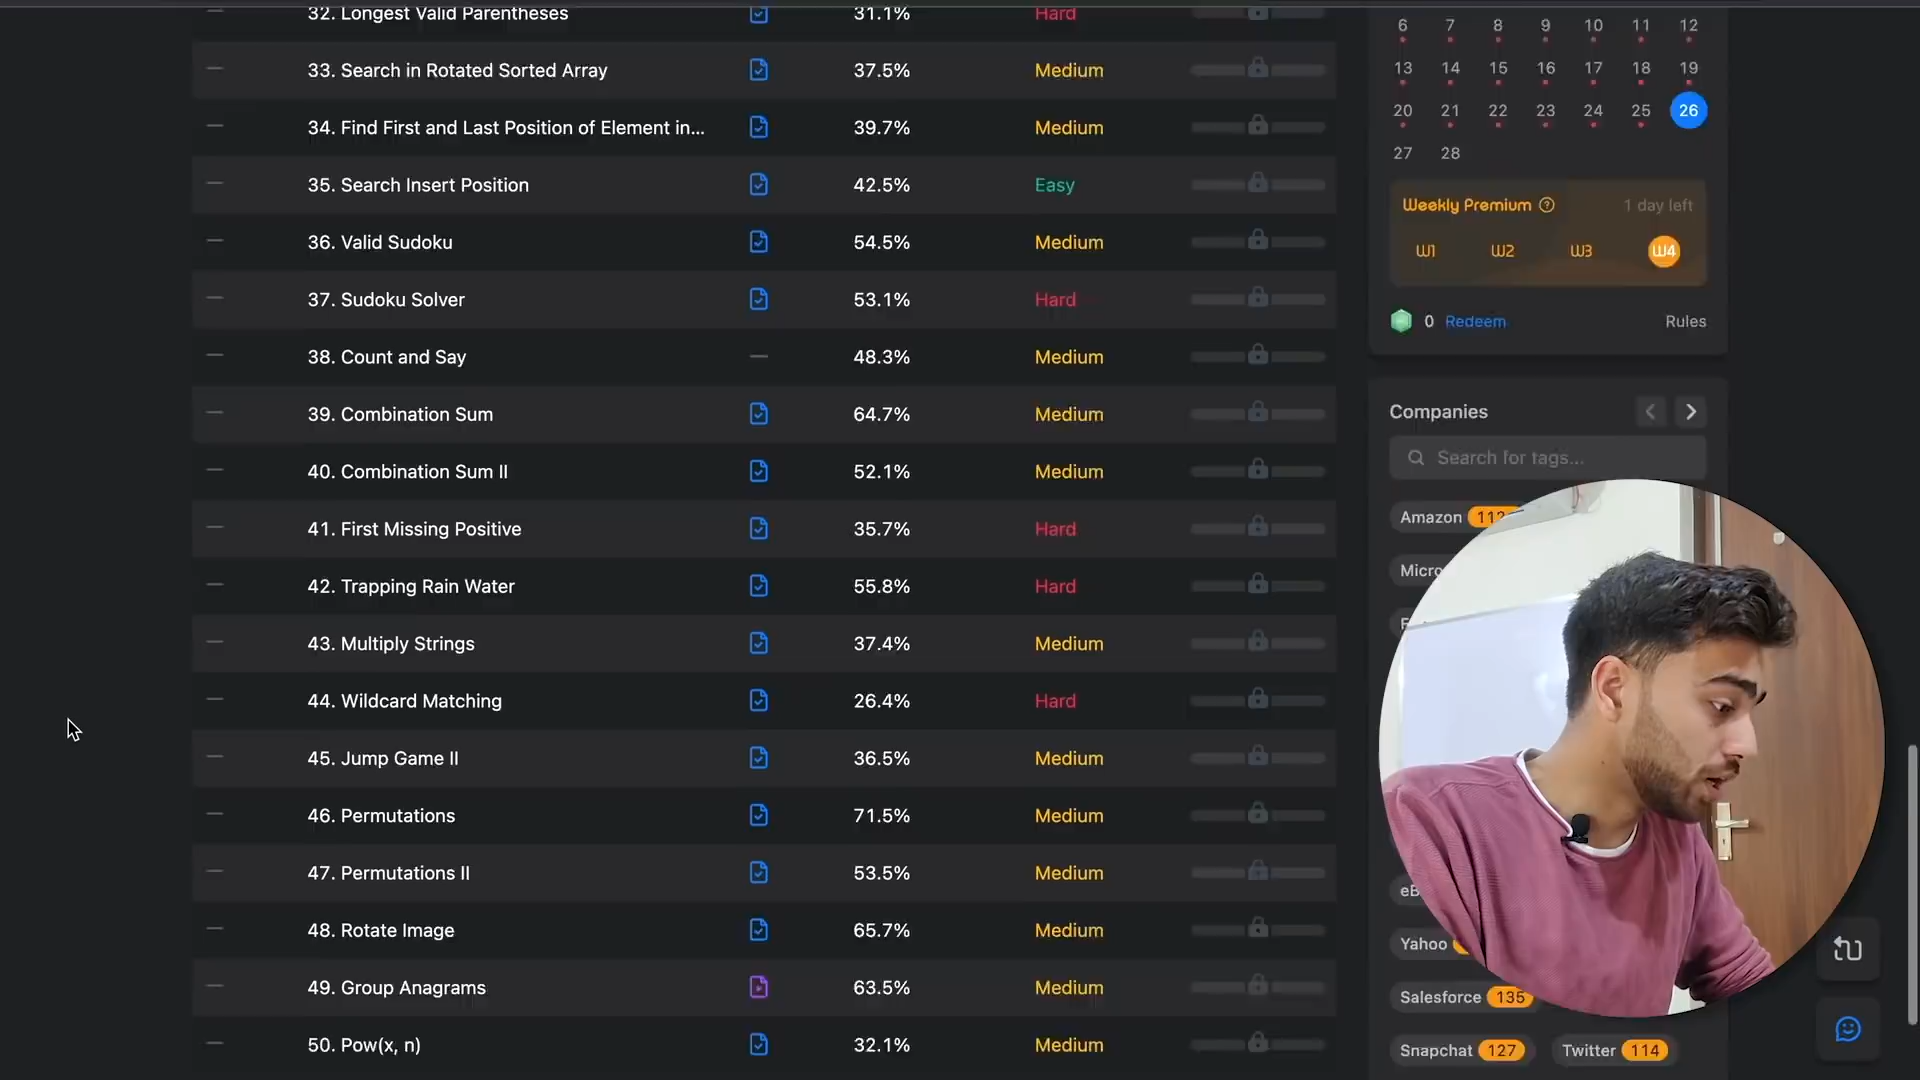 32. Longest Valid Parentheses 31.1% Hard
33. Search in Rotated Sorted Array 37.5% Medium
34. Find First and Last Position of Element in... 39.7% Medium
35. Search Insert Position 42.5% Easy
36. Valid Sudoku 54.5% Medium
37. Sudoku Solver 53.1% Hard
38. Count and Say 48.3% Medium
39. Combination Sum 64.7% Medium
40. Combination Sum II 52.1% Medium
41. First Missing Positive 35.7% Hard
42. Trapping Rain Water 55.8% Hard
43. Multiply Strings 37.4% Medium
44. Wildcard Matching 26.4% Hard
45. Jump Game II 36.5% Medium
46. Permutations 71.5% Medium
47. Permutations II 53.5% Medium
48. Rotate Image 65.7% Medium
49. Group Anagrams 63.5% Medium
50. Pow(x, n) 32.1% Medium
6 7 8 9 10 11 12
13 14 15 16 17 18 19
20 21 22 23 24 25 26
27 28
Weekly Premium ? 1 day left
W1 W2 W3 W4
0 Redeem Rules
Companies
Search for tags...
Amazon
Yahoo
Salesforce 135
Snapchat 127 Twitter 114